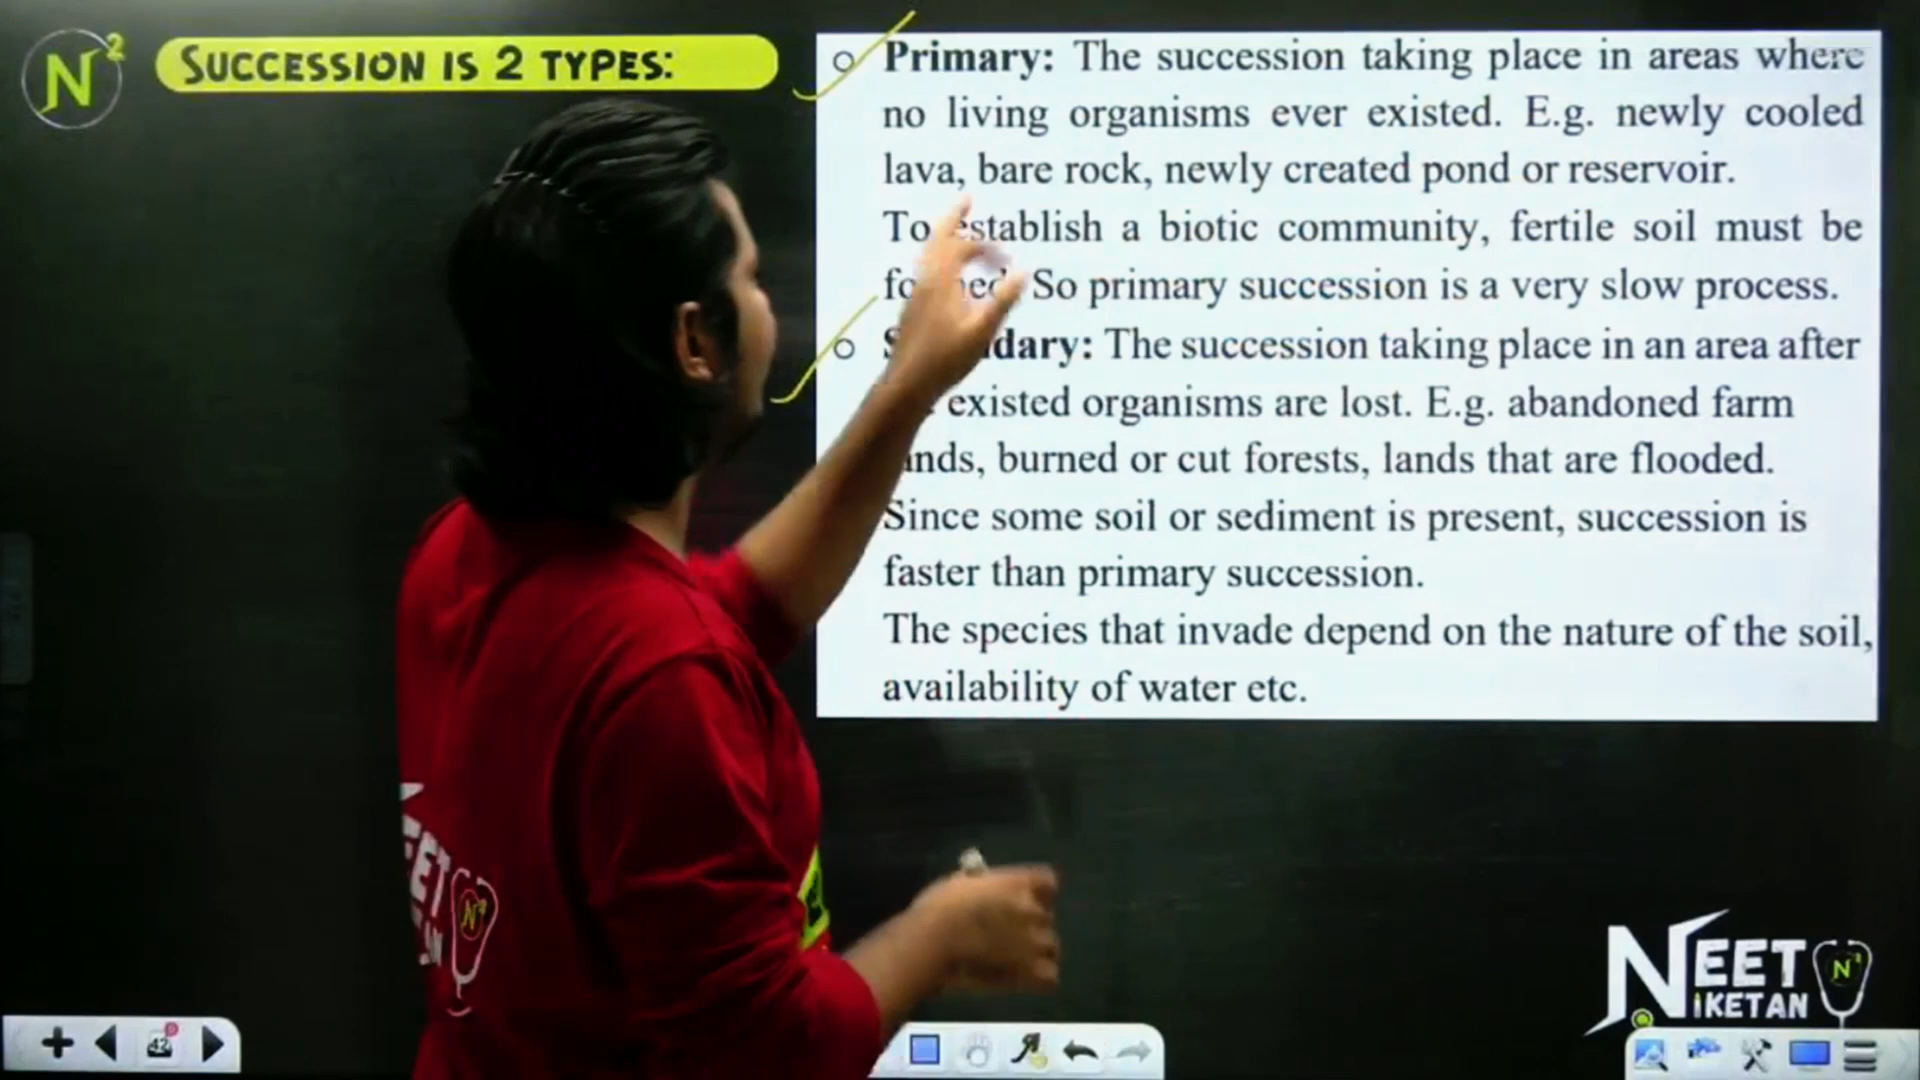 N²
SUCCESSION IS 2 TYPES:
Primary: The succession taking place in areas where
no living organisms ever existed. E.g. newly cooled
lava, bare rock, newly created pond or reservoir.
To establish a biotic community, fertile soil must be
So primary succession is a very slow process.
The succession taking place in an area after
existed organisms are lost. E.g. abandoned farm
burned or cut forests, lands that are flooded.
Since some soil or sediment is present, succession is
faster than primary succession.
The species that invade depend on the nature of the soil,
availability of water etc.
NEET
NIKETAN
N²
42